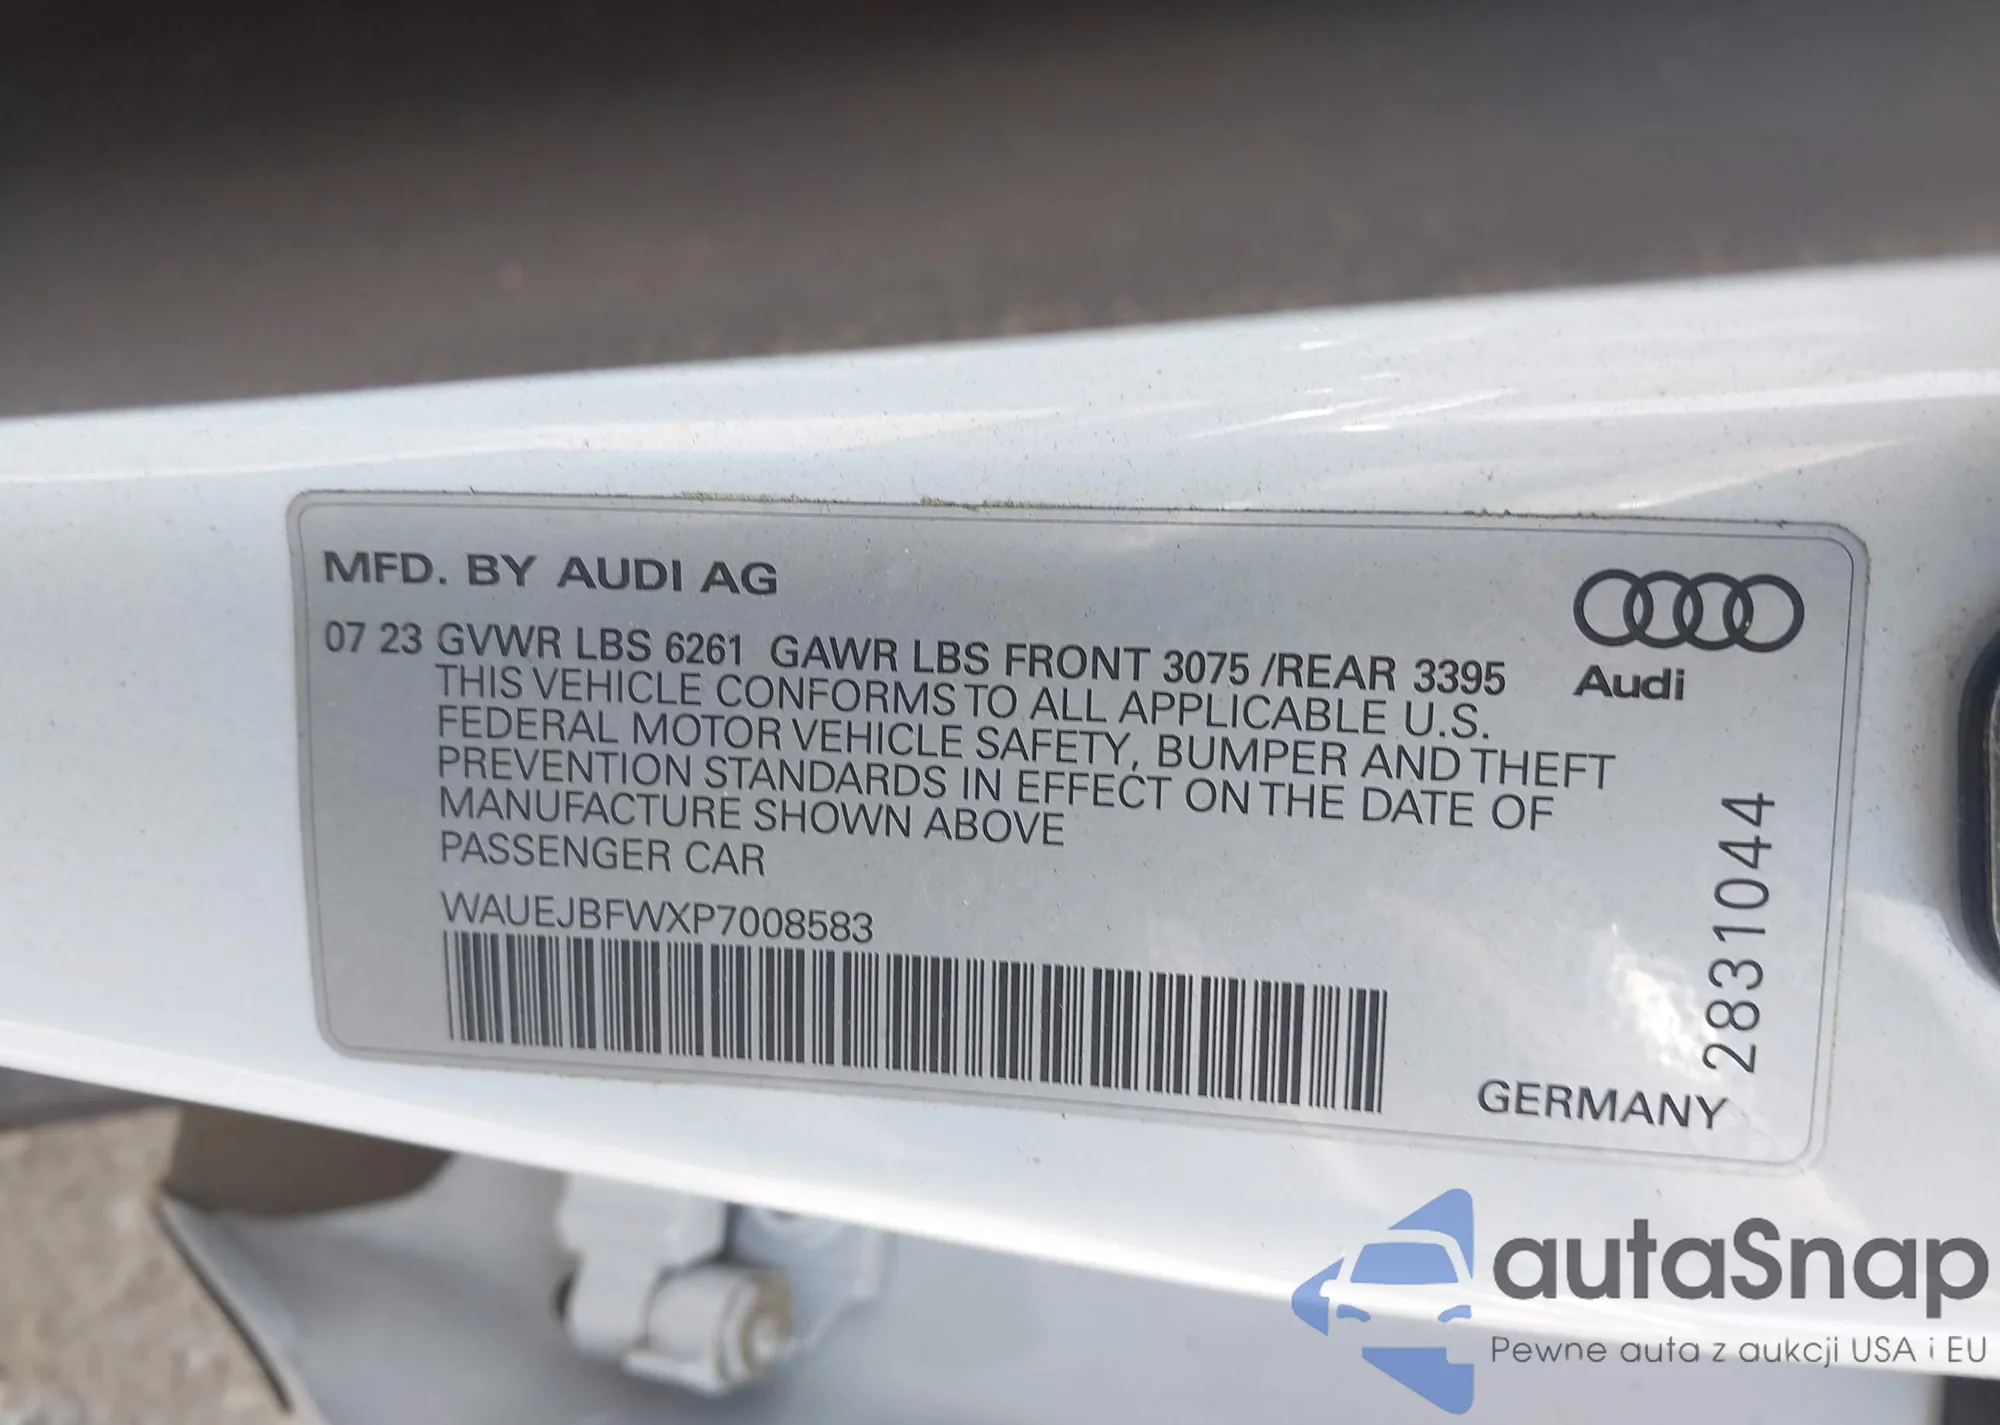 MFD. BY AUDI AG
07 23 GVWR LBS 6261 GAWR LBS FRONT 3075 /REAR 3395
THIS VEHICLE CONFORMS TO ALL APPLICABLE U.S.
FEDERAL MOTOR VEHICLE SAFETY, BUMPER AND THEFT
PREVENTION STANDARDS IN EFFECT ON THE DATE OF
MANUFACTURE SHOWN ABOVE
PASSENGER CAR
WAUEJBFWXP7008583
Audi
2831044
GERMANY
autaSnap
Pewne auta z aukcji USA i EU